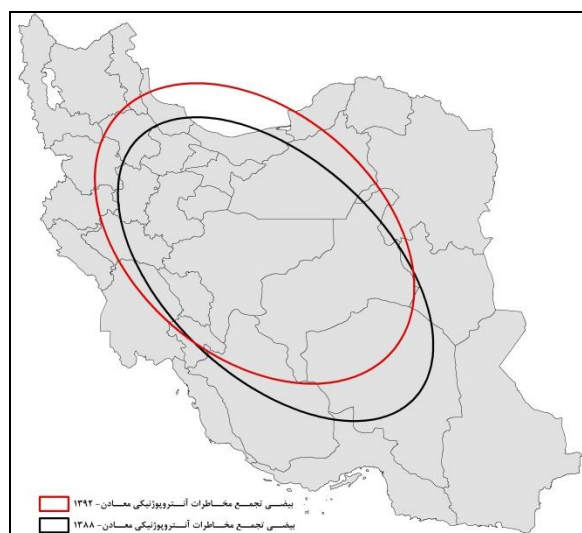 بیضی تجمع مخاطرات آنتروپوژنیکی معادن- ۱۳۹۲
بیضی تجمع مخاطرات آنتروپوژنیکی معادن- ۱۳۸۸